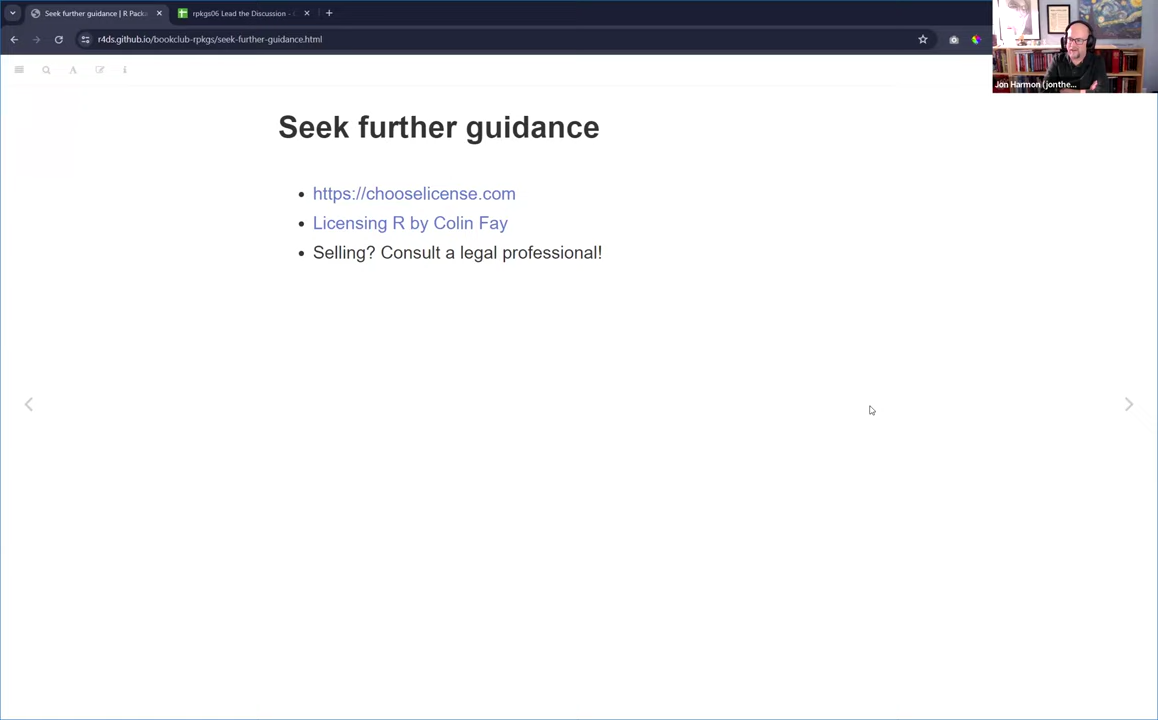 Seek further guidance | R Packa
rpkgs06 Lead the Discussion -
r4ds.github.io/bookclub-rpkgs/seek-further-guidance.html
Jon Harmon (jonthe...
Seek further guidance
• https://chooselicense.com
• Licensing R by Colin Fay
• Selling? Consult a legal professional!